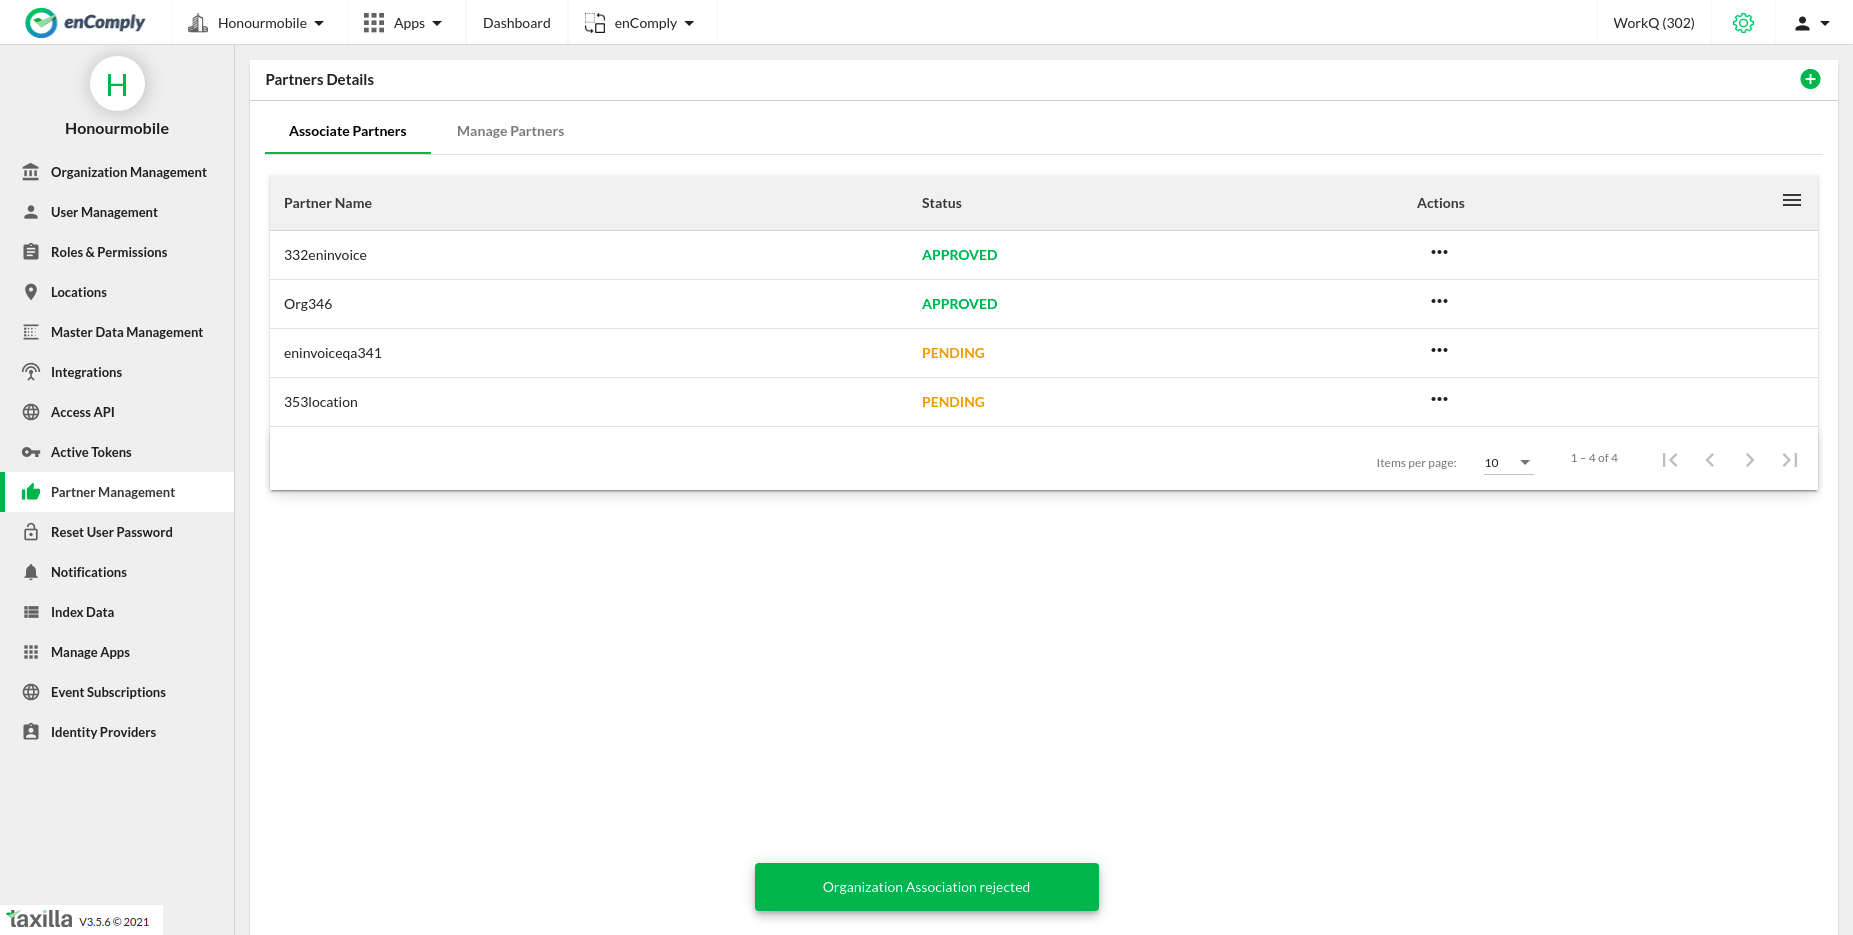 enComply
Honourmobile
Apps
Dashboard
enComply
WorkQ (302)
H
Honourmobile
Organization Management
User Management
Roles & Permissions
Locations
Master Data Management
Integrations
Access API
Active Tokens
Partner Management
Reset User Password
Notifications
Index Data
Manage Apps
Event Subscriptions
Identity Providers
taxilla V3.5.6 © 2021
Partners Details
Associate Partners Manage Partners
Partner Name Status Actions
332eninvoice APPROVED
Org346 APPROVED
eninvoiceqa341 PENDING
353location PENDING
Items per page: 10 1 – 4 of 4
Organization Association rejected